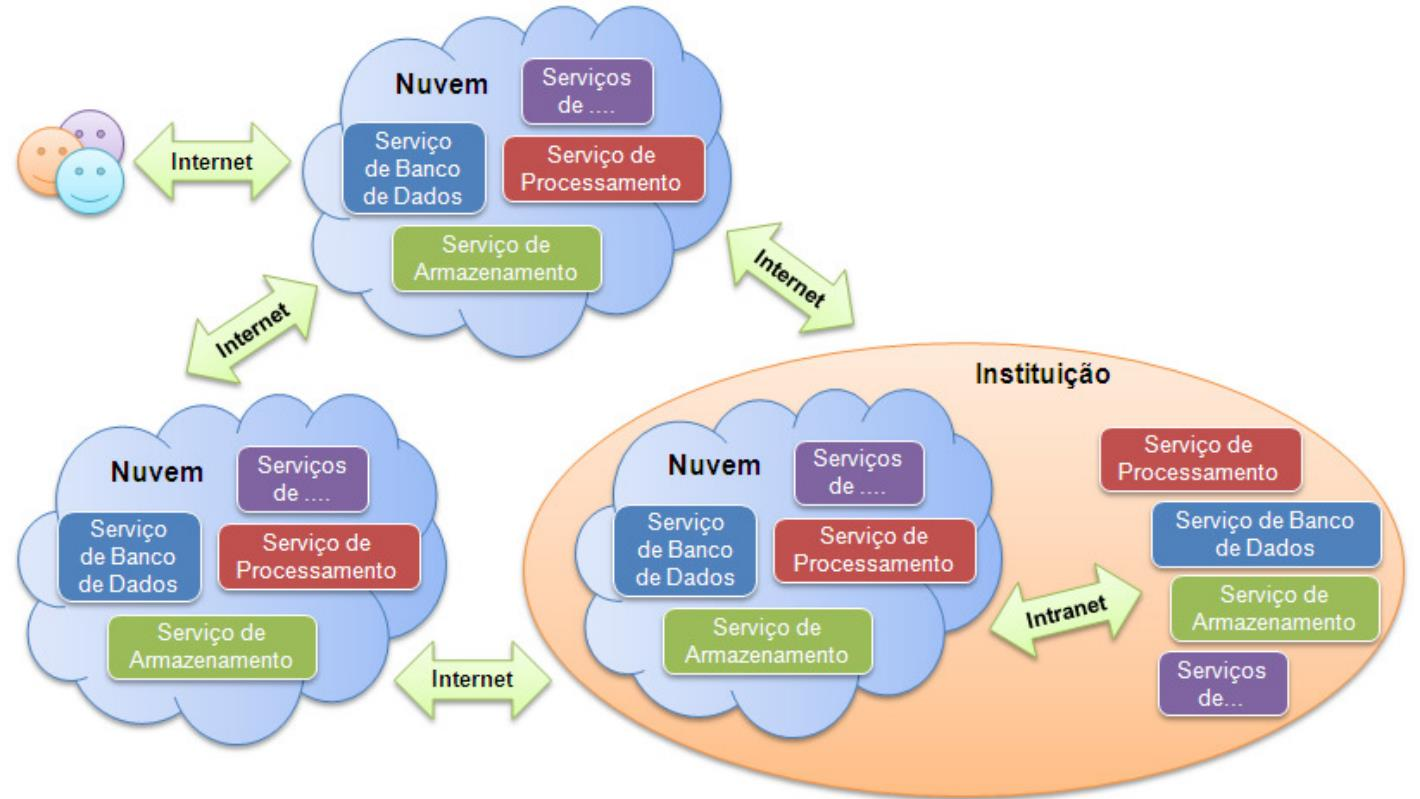 Nuvem
Serviços
de ....
Serviço
de Banco
de Dados
Serviço de
Processamento
Serviço de
Armazenamento
Internet
Internet
Internet
Nuvem
Serviços
de ....
Serviço
de Banco
de Dados
Serviço de
Processamento
Serviço de
Armazenamento
Internet
Instituição
Nuvem
Serviços
de ....
Serviço
de Banco
de Dados
Serviço de
Processamento
Serviço de
Armazenamento
Intranet
Serviço de
Processamento
Serviço de Banco
de Dados
Serviço de
Armazenamento
Serviços
de...